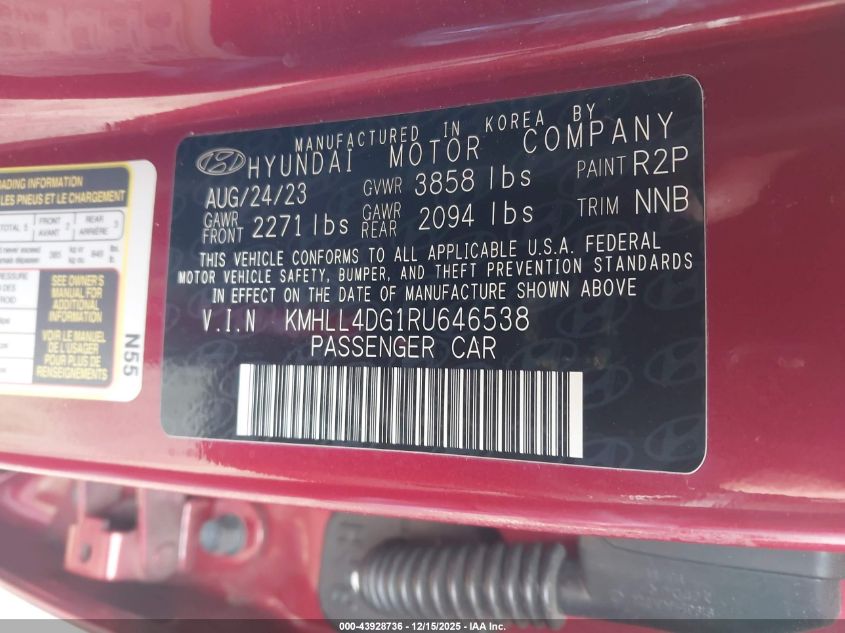 MANUFACTURED IN KOREA BY
HYUNDAI MOTOR COMPANY
AUG/24/23 GVWR 3858 lbs PAINT R2P
GAWR FRONT 2271 lbs GAWR REAR 2094 lbs TRIM NNB
THIS VEHICLE CONFORMS TO ALL APPLICABLE U.S.A. FEDERAL
MOTOR VEHICLE SAFETY, BUMPER, AND THEFT PREVENTION STANDARDS
IN EFFECT ON THE DATE OF MANUFACTURE SHOWN ABOVE
V.I.N KMHLL4DG1RU646538
PASSENGER CAR
LOADING INFORMATION
LES PNEUS ET LE CHARGEMENT
TOTAL 5
FRONT 2
AVANT
REAR 3
ARRIÈRE
SEE OWNER'S
MANUAL FOR
ADDITIONAL
INFORMATION
VOIR LE MANUEL
DE L'USAGER
POUR PLUS DE
RENSEIGNEMENTS
N55
000-43928736 - 12/15/2025 - IAA Inc.